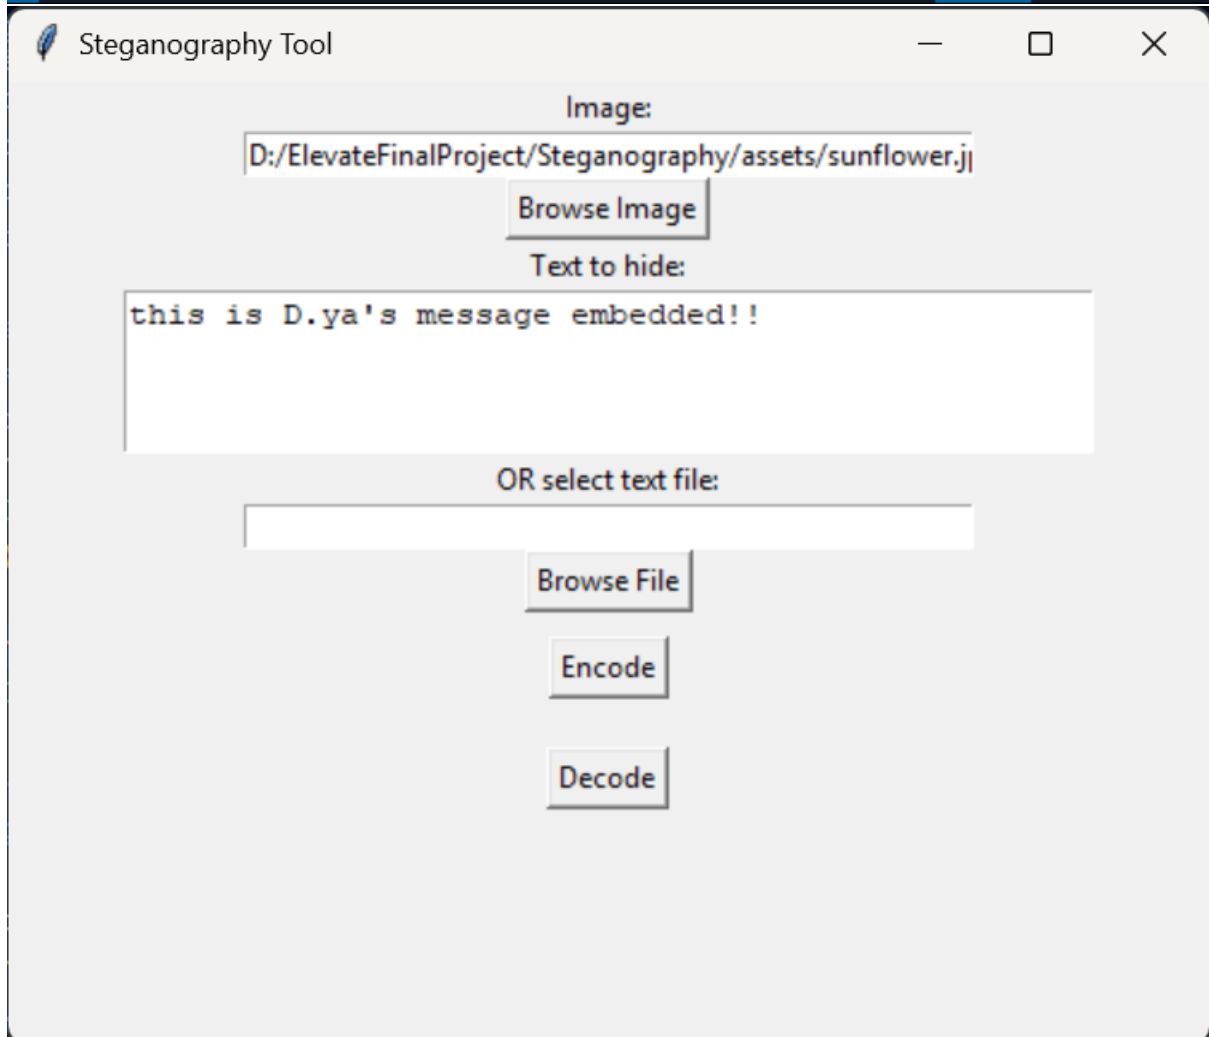 Steganography Tool
Image:
D:/ElevateFinalProject/Steganography/assets/sunflower.jp
Browse Image
Text to hide:
this is D.ya's message embedded!!
OR select text file:
Browse File
Encode
Decode